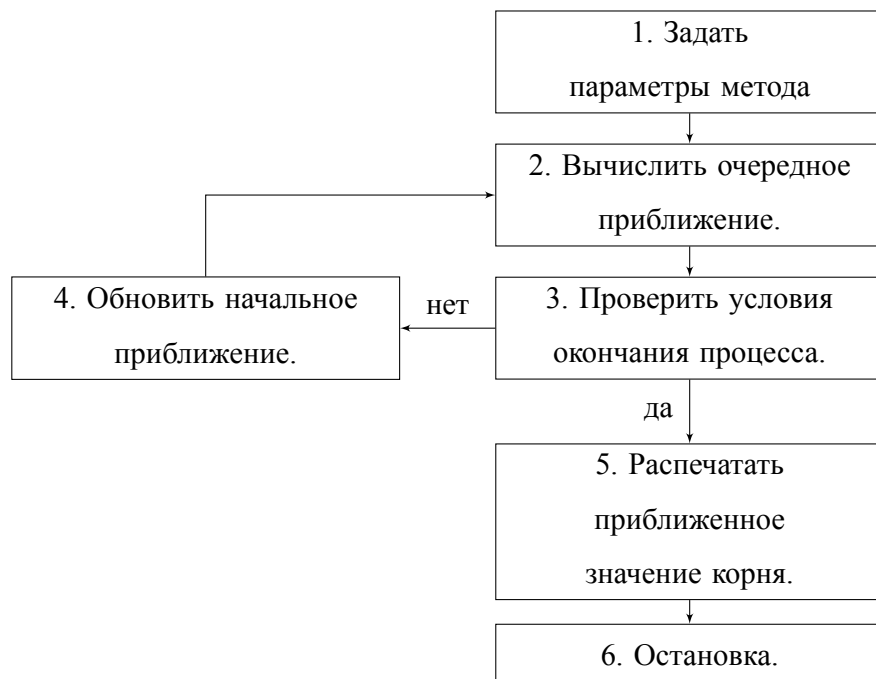 1. Задать
параметры метода
2. Вычислить очередное
приближение.
4. Обновить начальное
приближение.
нет
3. Проверить условия
окончания процесса.
да
5. Распечатать
приближенное
значение корня.
6. Остановка.